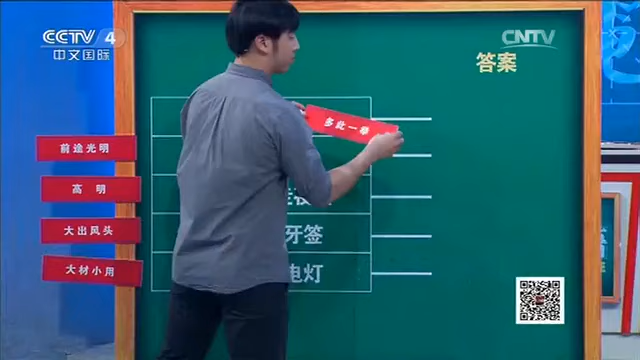 CCTV 4
中文国际
CNTV
答案
多此一举
前途光明
高 明
大出风头
大材小用
牙签
电灯